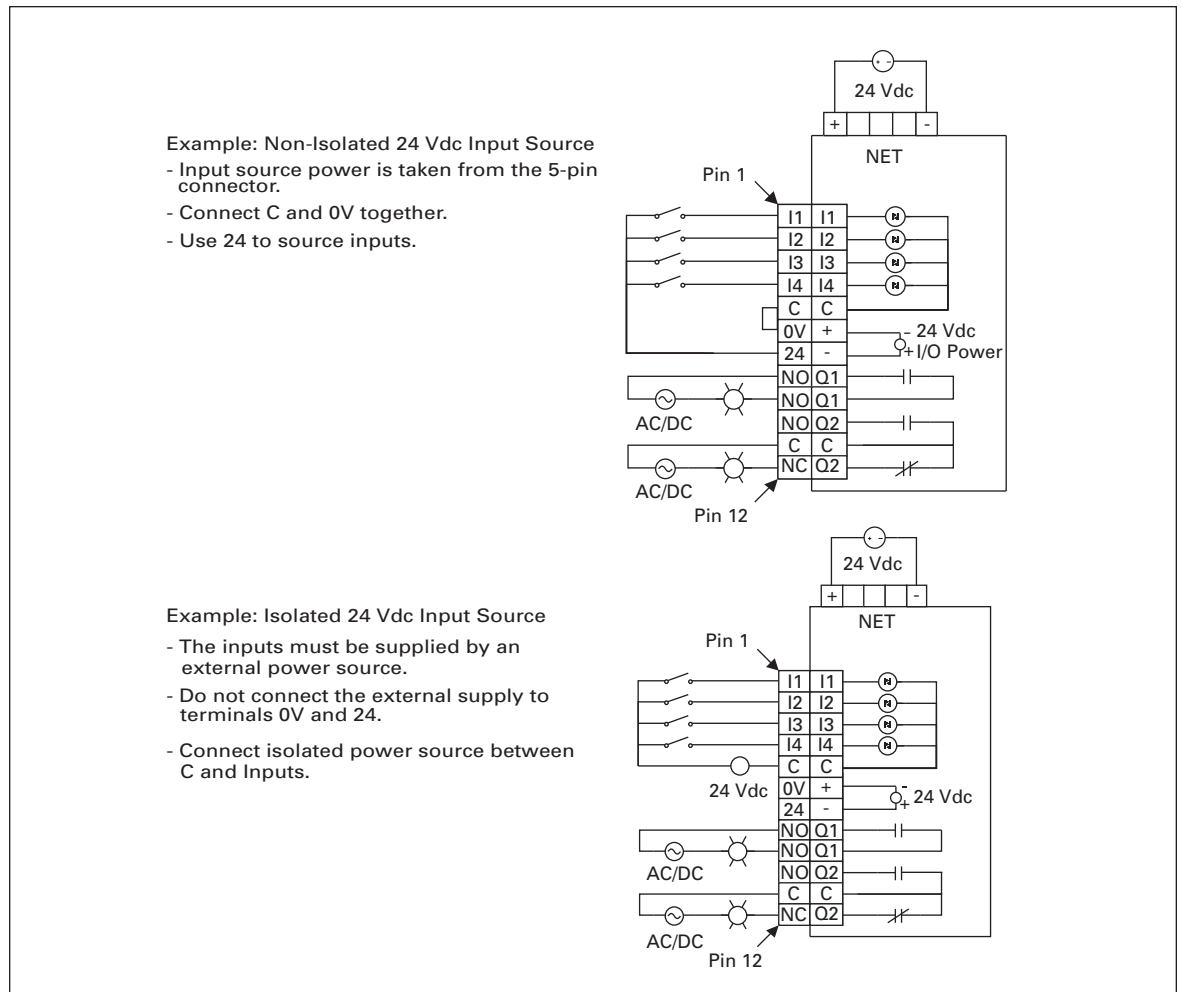 24 Vdc
+ -
NET
Example: Non-Isolated 24 Vdc Input Source
- Input source power is taken from the 5-pin
connector.
- Connect C and 0V together.
- Use 24 to source inputs.
Pin 1
I1 I1
I2 I2
I3 I3
I4 I4
C C
0V +
24 -
NO Q1
NO Q1
NO Q2
C C
NC Q2
- 24 Vdc
+ I/O Power
AC/DC
AC/DC
Pin 12
24 Vdc
+ -
NET
Example: Isolated 24 Vdc Input Source
- The inputs must be supplied by an
external power source.
- Do not connect the external supply to
terminals 0V and 24.
- Connect isolated power source between
C and Inputs.
Pin 1
I1 I1
I2 I2
I3 I3
I4 I4
C C
0V +
24 -
NO Q1
NO Q1
NO Q2
C C
NC Q2
24 Vdc
-
+ 24 Vdc
AC/DC
AC/DC
Pin 12